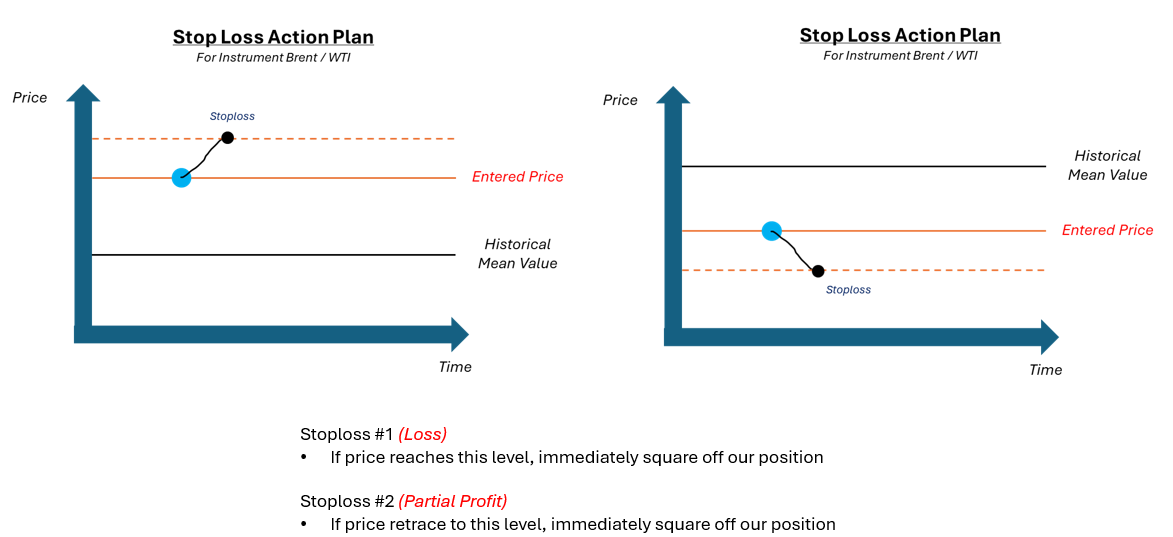 Stop Loss Action Plan
For Instrument Brent / WTI
Price
Stoploss
Entered Price
Historical
Mean Value
Time
Stop Loss Action Plan
For Instrument Brent / WTI
Price
Historical
Mean Value
Entered Price
Stoploss
Time
Stoploss #1 (Loss)
• If price reaches this level, immediately square off our position
Stoploss #2 (Partial Profit)
• If price retrace to this level, immediately square off our position